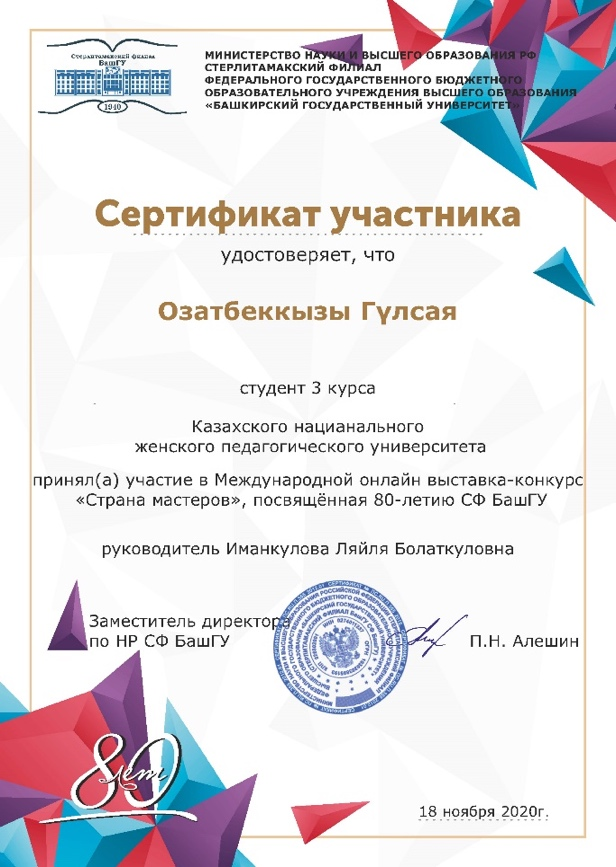 Стерлитамакский филиал
БашГУ
1940
МИНИСТЕРСТВО НАУКИ И ВЫСШЕГО ОБРАЗОВАНИЯ РФ
СТЕРЛИТАМАКСКИЙ ФИЛИАЛ
ФЕДЕРАЛЬНОГО ГОСУДАРСТВЕННОГО БЮДЖЕТНОГО
ОБРАЗОВАТЕЛЬНОГО УЧРЕЖДЕНИЯ ВЫСШЕГО ОБРАЗОВАНИЯ
«БАШКИРСКИЙ ГОСУДАРСТВЕННЫЙ УНИВЕРСИТЕТ»
Сертификат участника
удостоверяет, что
Озатбеккызы Гүлсая
студент 3 курса
Казахского нацианального
женского педагогического университета
принял(а) участие в Международной онлайн выставка-конкурс
«Страна мастеров», посвящённая 80-летию СФ БашГУ
руководитель Иманкулова Ляйля Болаткуловна
Заместитель директора
по НР СФ БашГУ
П.Н. Алешин
80 лет
18 ноября 2020г.